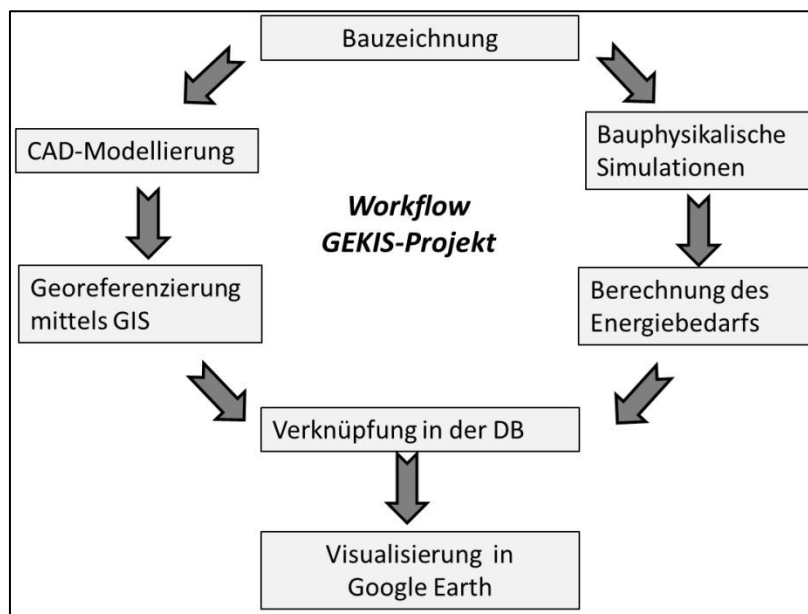 Bauzeichnung
CAD-Modellierung
Bauphysikalische
Simulationen
Workflow
GEKIS-Projekt
Georeferenzierung
mittels GIS
Berechnung des
Energiebedarfs
Verknüpfung in der DB
Visualisierung in
Google Earth